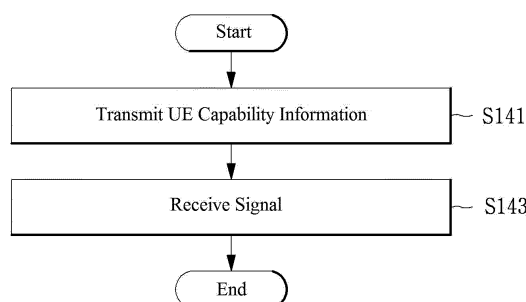 Start
Transmit UE Capability Information
S141
Receive Signal
S143
End